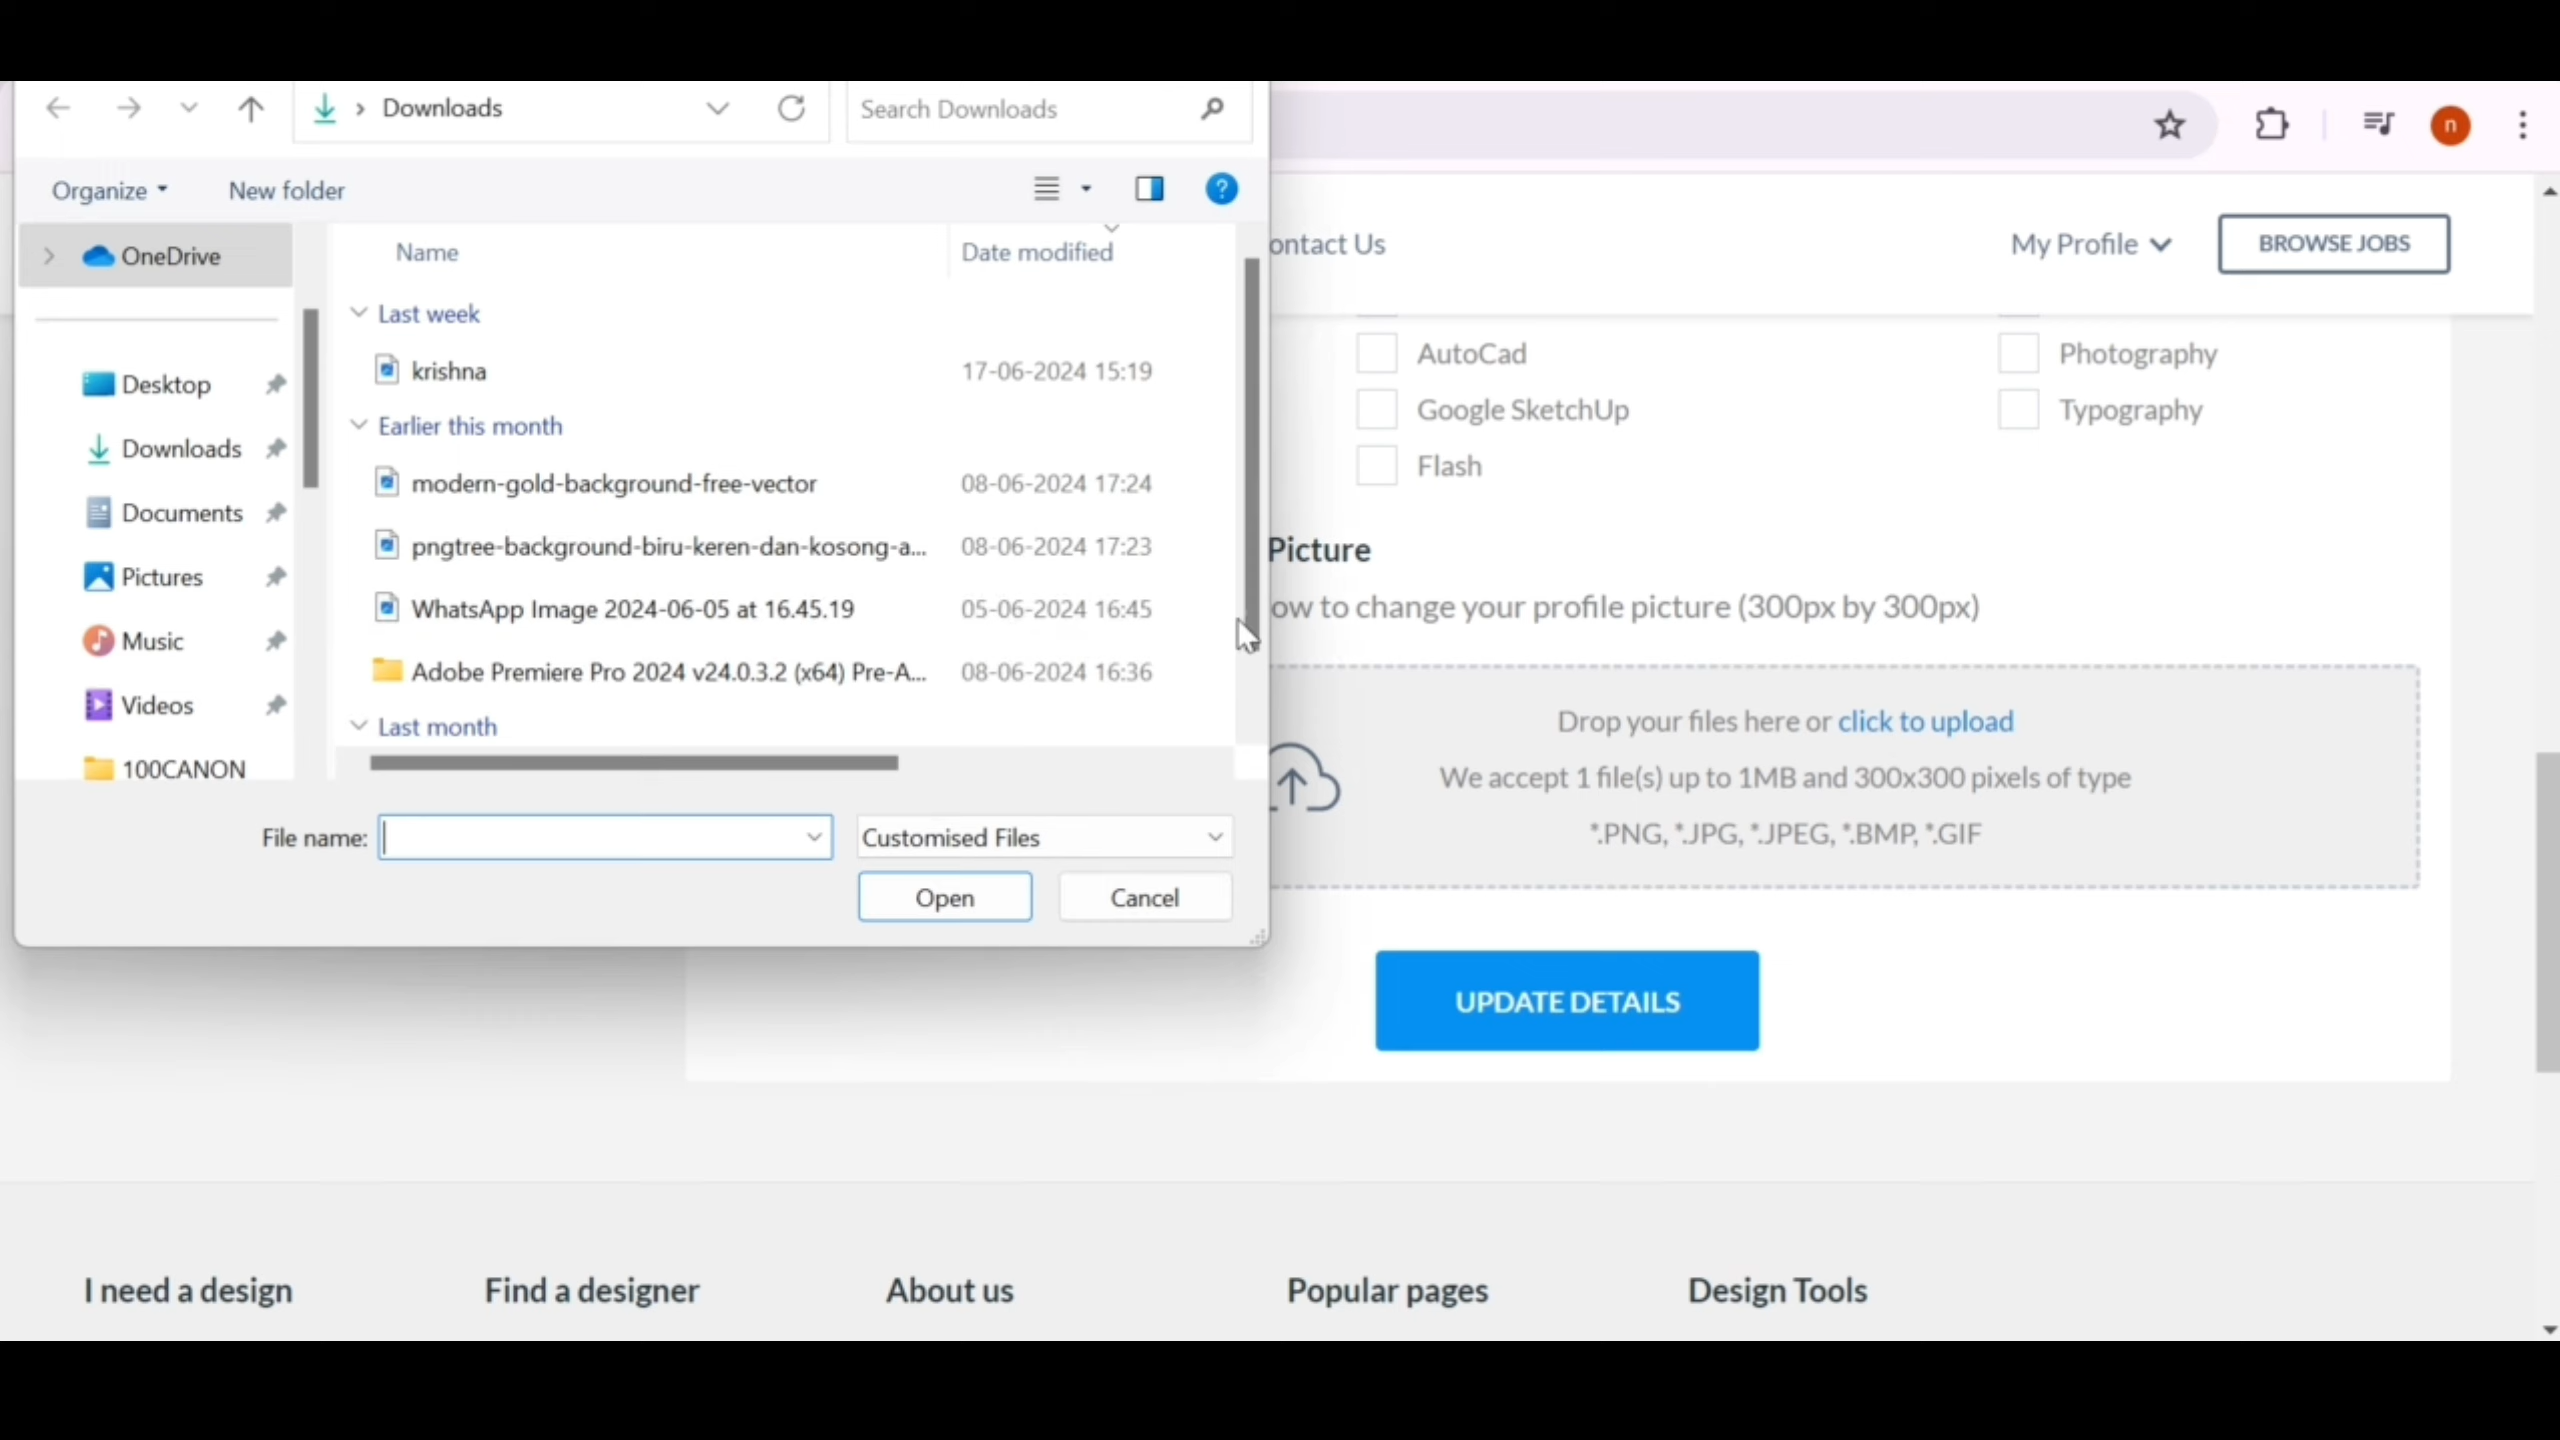 Downloads
Search Downloads
n
Organize
New folder
?
ontact Us
My Profile
BROWSE JOBS
OneDrive
Desktop
Downloads
Documents
Pictures
Music
Videos
100CANON
Name
Date modified
Last week
krishna 17-06-2024 15:19
Earlier this month
modern-gold-background-free-vector 08-06-2024 17:24
pngtree-background-biru-keren-dan-kosong-a... 08-06-2024 17:23
WhatsApp Image 2024-06-05 at 16.45.19 05-06-2024 16:45
Adobe Premiere Pro 2024 v24.0.3.2 (x64) Pre-A... 08-06-2024 16:36
Last month
File name:
Customised Files
Open
Cancel
AutoCad
Photography
Google SketchUp
Typography
Flash
Picture
ow to change your profile picture (300px by 300px)
Drop your files here or click to upload
We accept 1 file(s) up to 1MB and 300x300 pixels of type
*.PNG, *.JPG, *.JPEG, *.BMP, *.GIF
UPDATE DETAILS
I need a design
Find a designer
About us
Popular pages
Design Tools